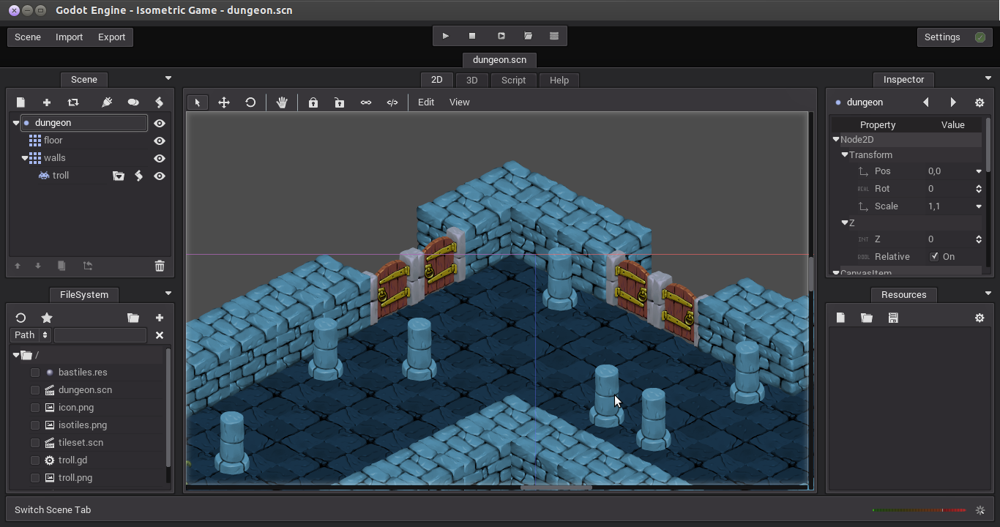 Godot Engine - Isometric Game - dungeon.scn
Scene Import Export
Settings
dungeon.scn
Scene
2D 3D Script Help
Inspector
Edit View
dungeon
floor
walls
troll
dungeon
Property Value
Node2D
Transform
Pos 0,0
Rot 0
Scale 1,1
Z
INT Z 0
BOOL Relative On
CanvasItem
FileSystem
Path
/
bastiles.res
dungeon.scn
icon.png
isotiles.png
tileset.scn
troll.gd
troll.png
Resources
Switch Scene Tab